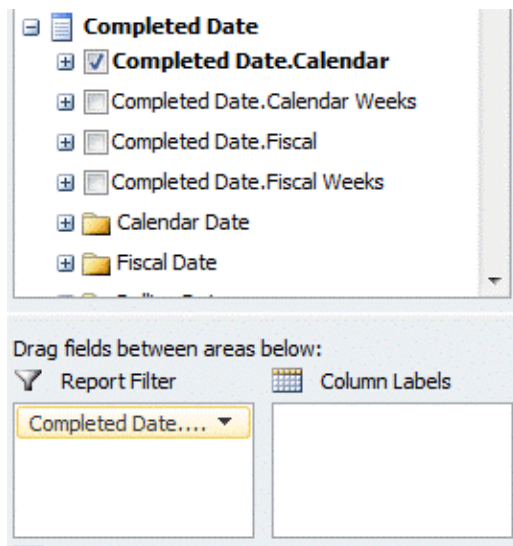 Completed Date
Completed Date.Calendar
Completed Date.Calendar Weeks
Completed Date.Fiscal
Completed Date.Fiscal Weeks
Calendar Date
Fiscal Date
Drag fields between areas below:
Report Filter
Column Labels
Completed Date....